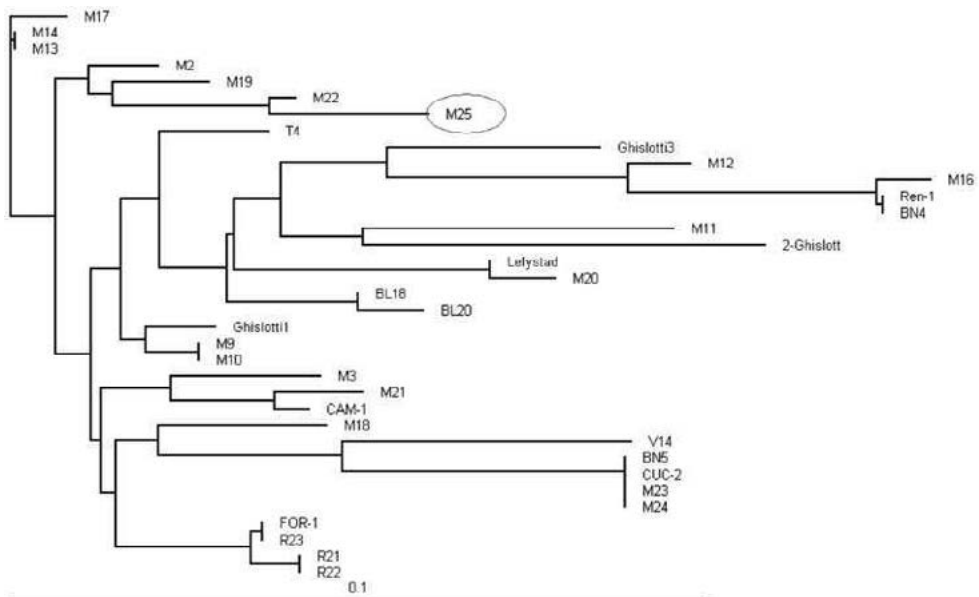 M17
M14
M13
M2
M19
M22
M25
T4
Ghislotti3
M12
M16
Ren-1
BN4
M11
2-Ghislott
Lelystad
M20
BL18
BL20
Ghislotti1
M9
M10
M3
M21
CAM-1
M18
V14
BN5
CUC-2
M23
M24
FOR-1
R23
R21
R22
0.1